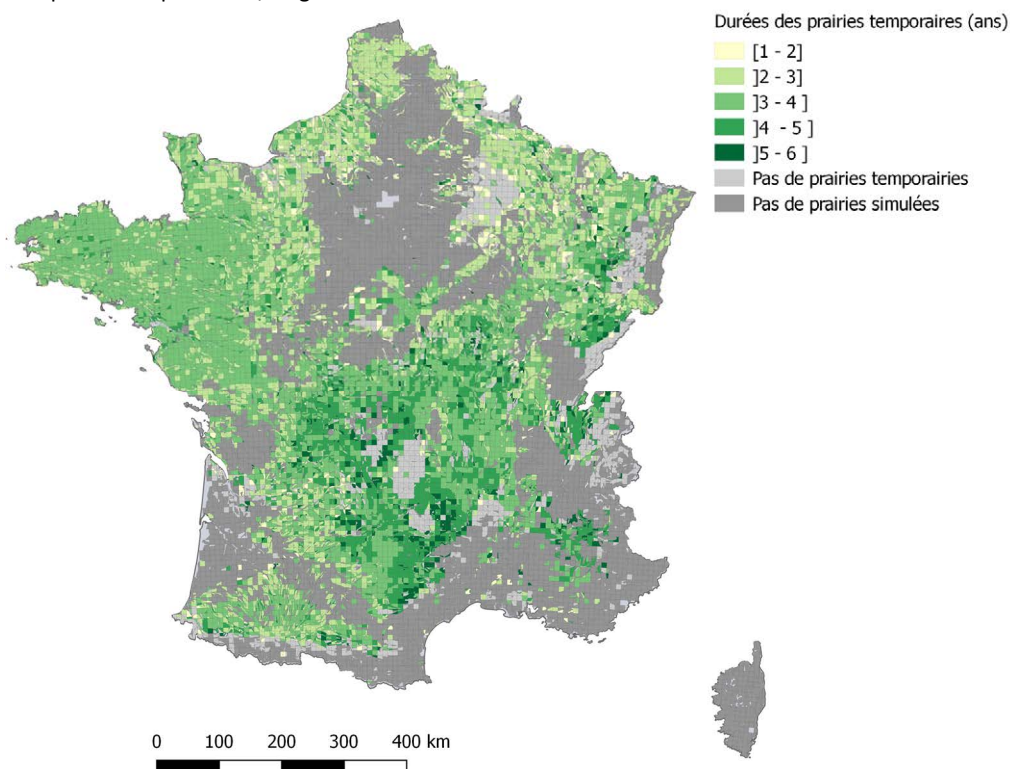 Durées des prairies temporaires (ans)
[1 - 2]
]2 - 3]
]3 - 4 ]
]4 - 5 ]
]5 - 6 ]
Pas de prairies temporairies
Pas de prairies simulées
0 100 200 300 400 km